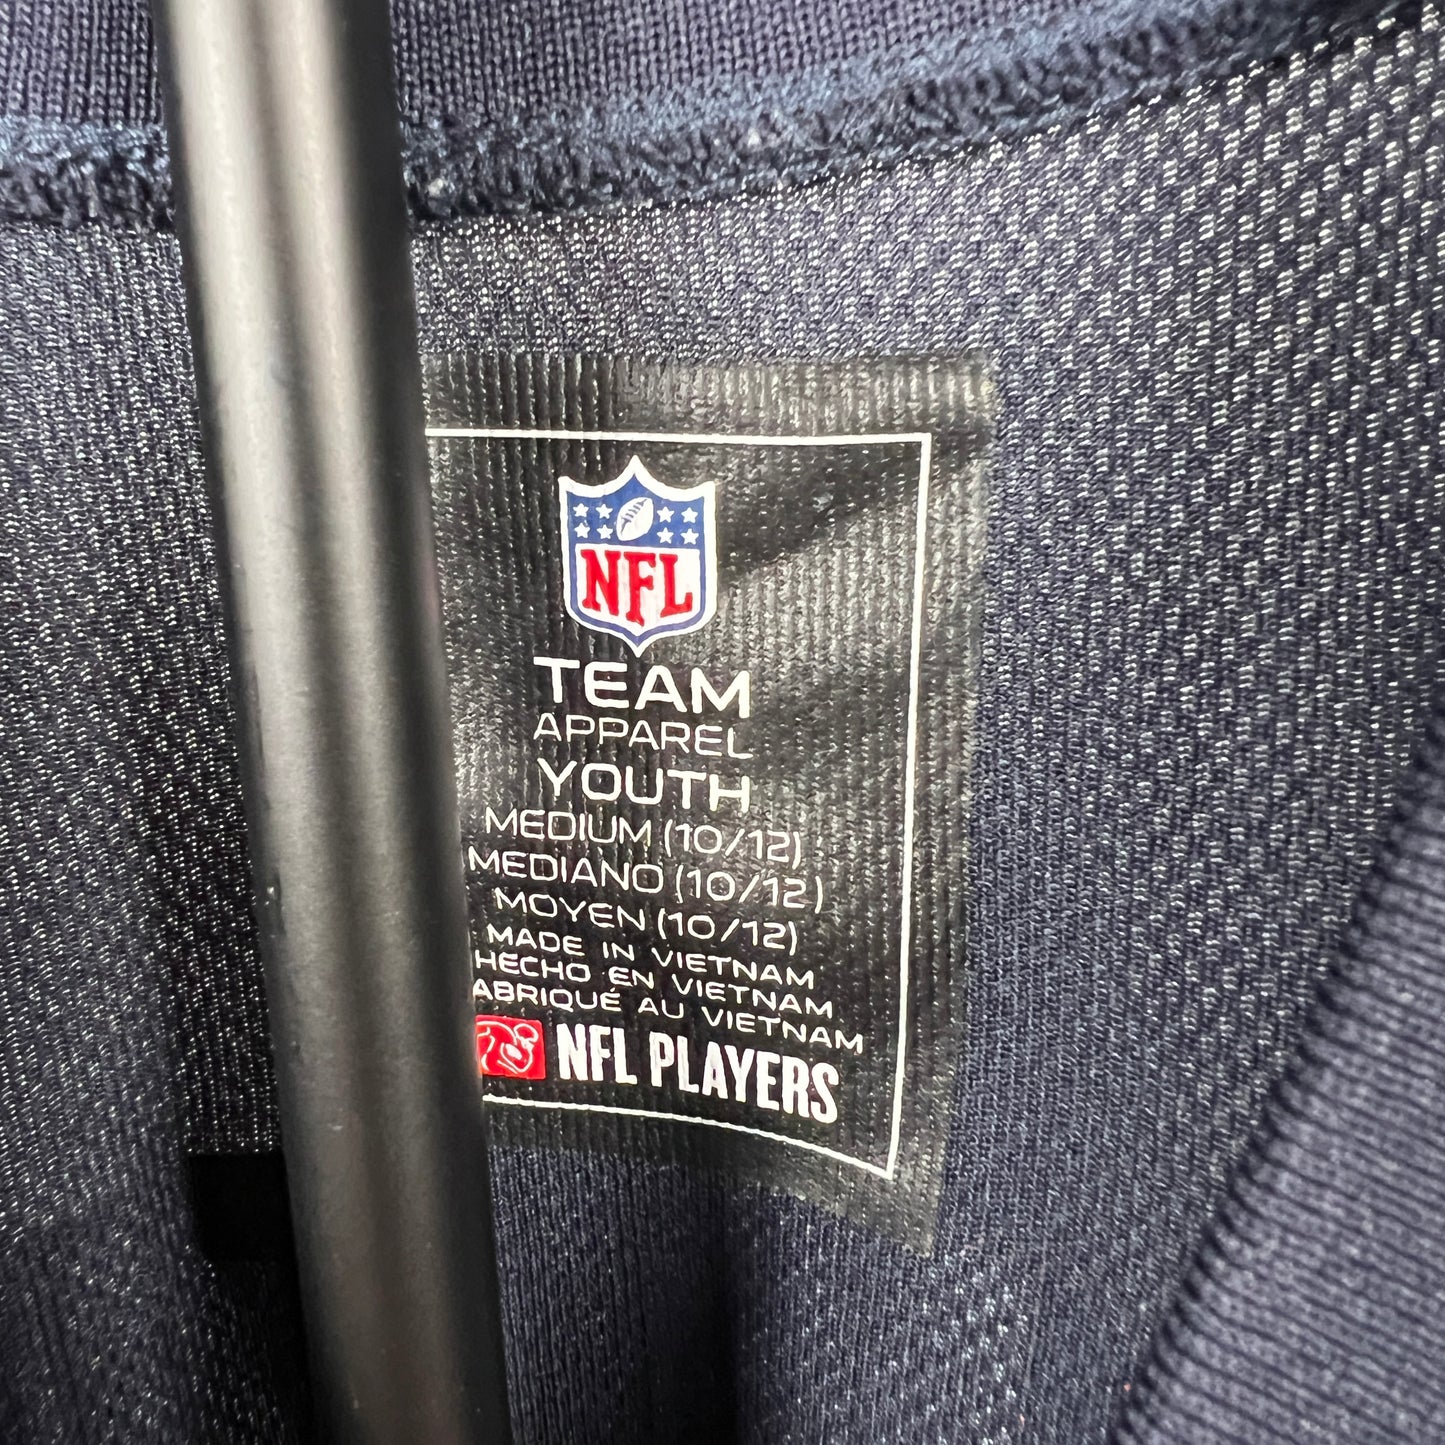 NFL
TEAM
APPAREL
YOUTH
MEDIUM (10/12)
MEDIANO (10/12)
MOYEN (10/12)
MADE IN VIETNAM
HECHO EN VIETNAM
ABRIQUÉ AU VIETNAM
NFL PLAYERS